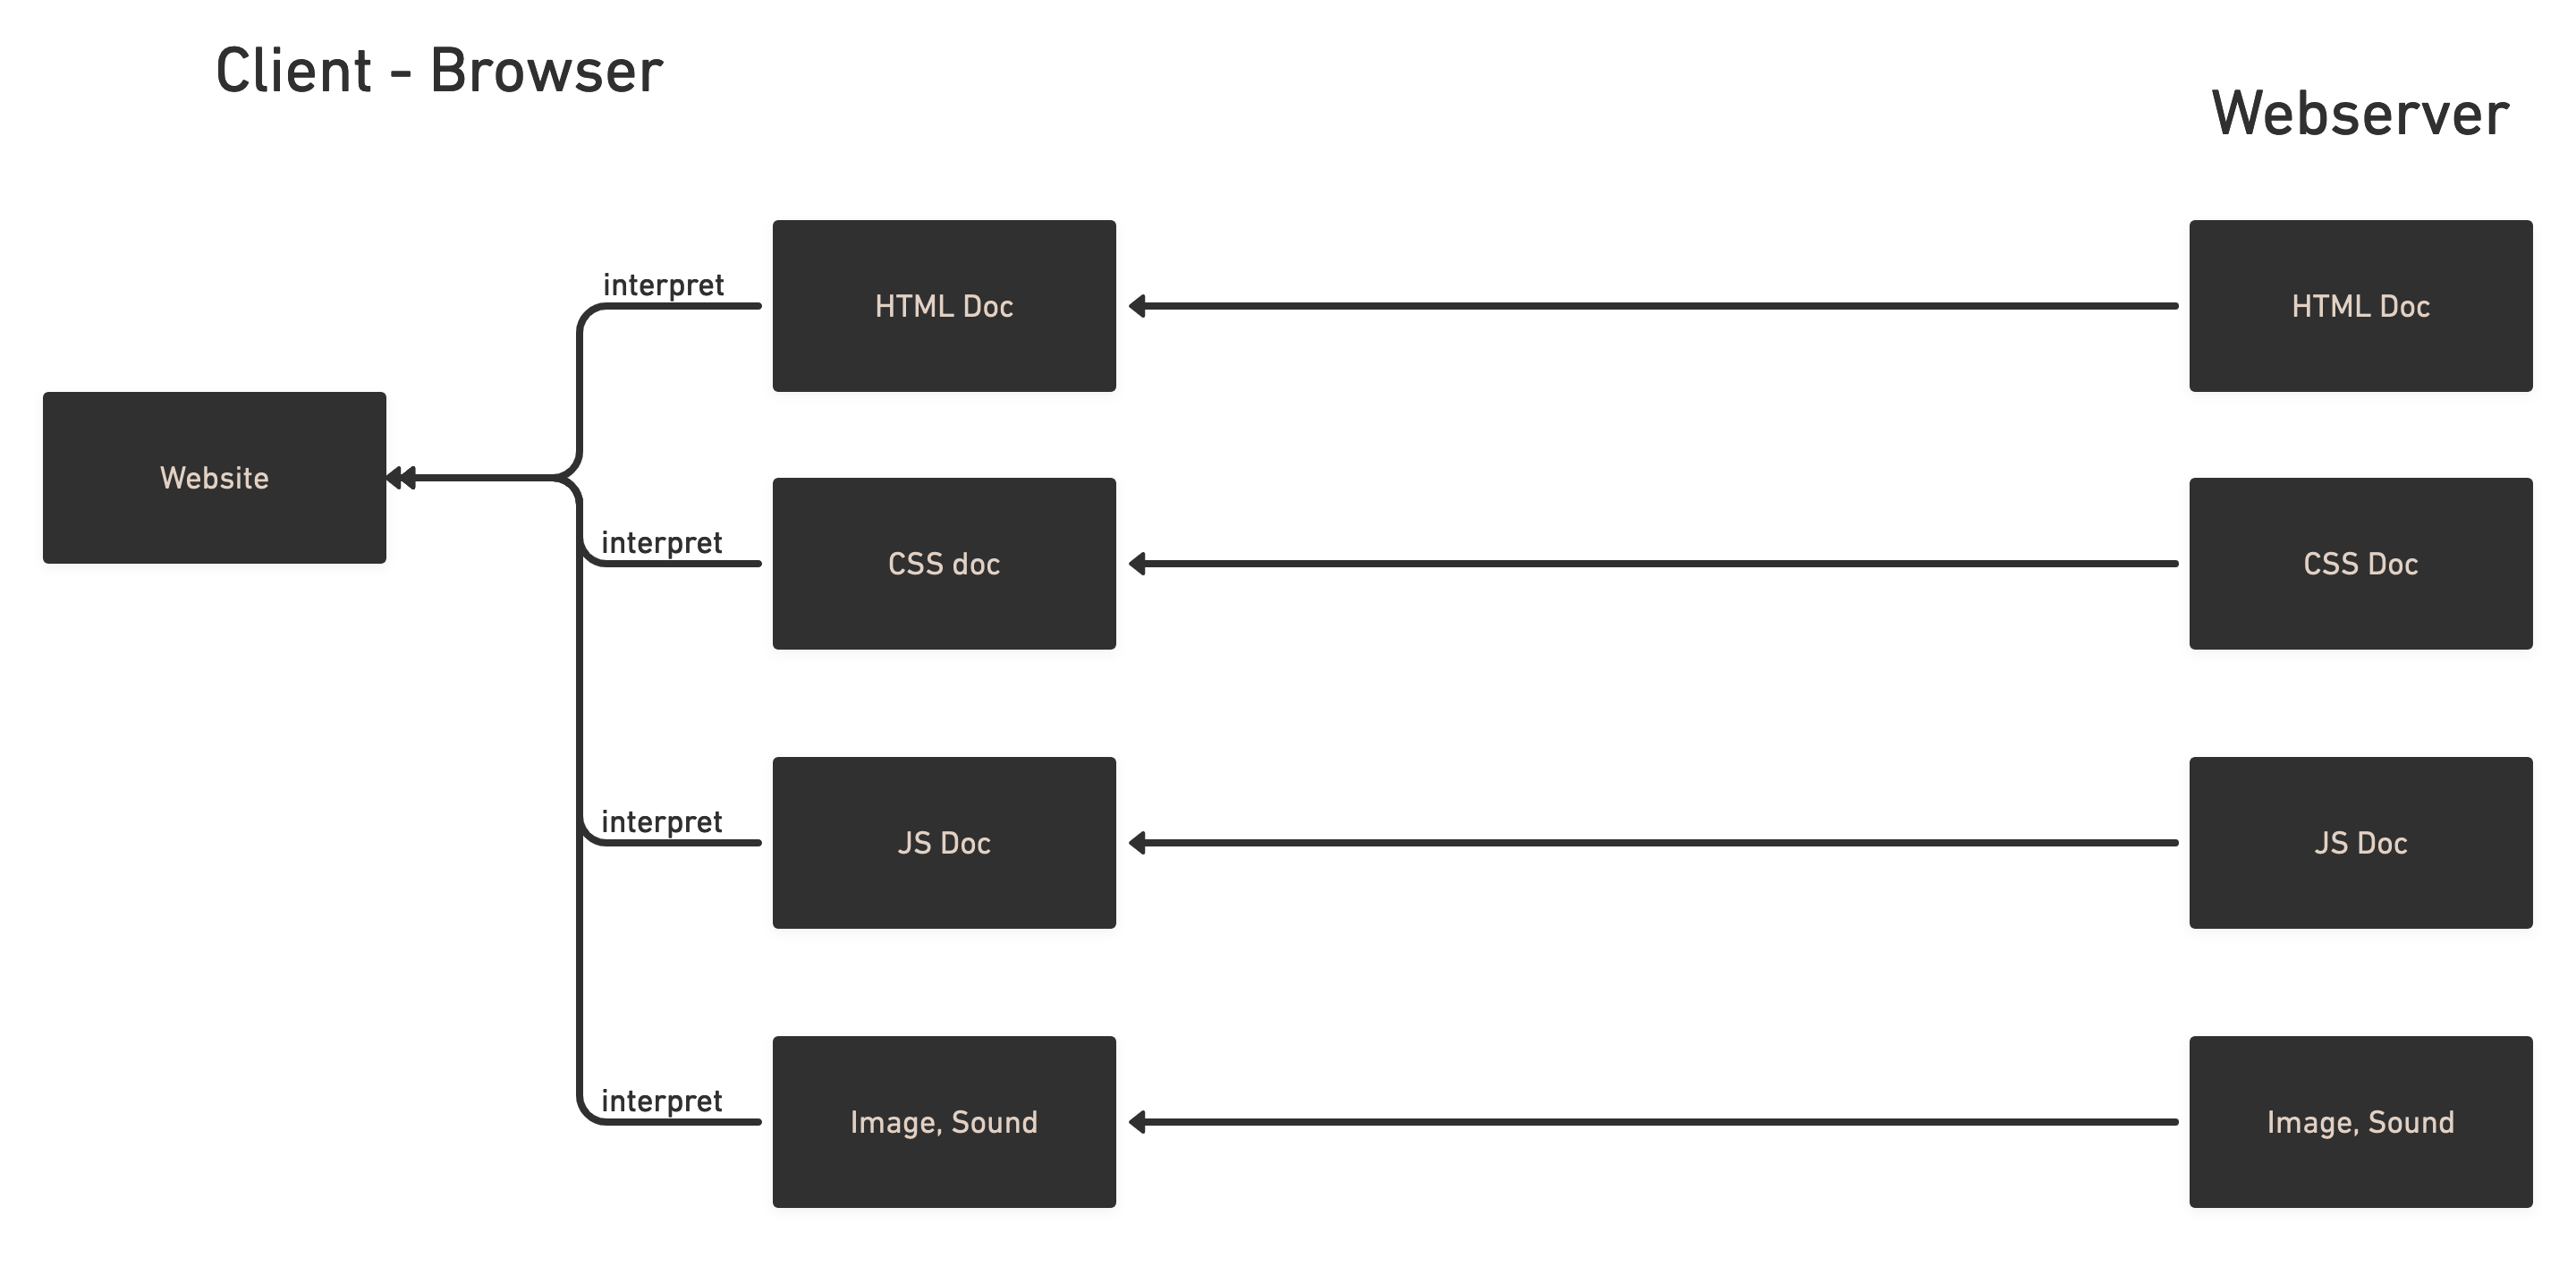 Client - Browser
Webserver
interpret
HTML Doc
HTML Doc
Website
interpret
CSS doc
CSS Doc
interpret
JS Doc
JS Doc
interpret
Image, Sound
Image, Sound